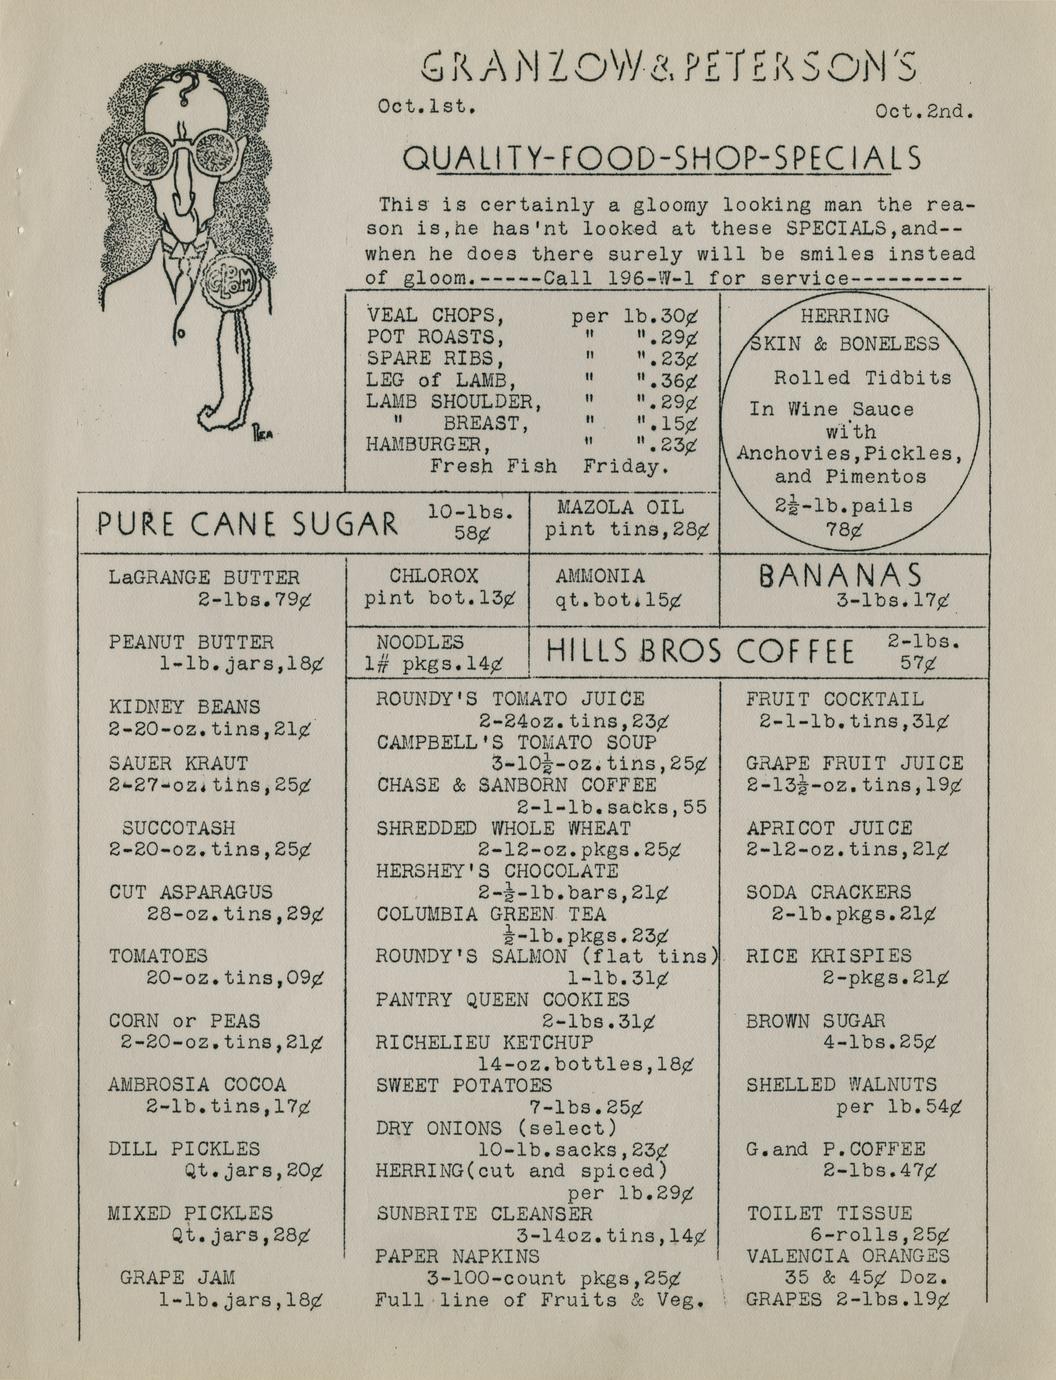 GRANZOW & PETERSON'S
Oct.1st. Oct.2nd.
QUALITY-FOOD-SHOP-SPECIALS
This is certainly a gloomy looking man the rea-
son is,he has'nt looked at these SPECIALS,and--
when he does there surely will be smiles instead
of gloom.-----Call 196-W-1 for service---------
GLOOM
VEAL CHOPS, per lb.30¢
POT ROASTS, " ".29¢
SPARE RIBS, " ".23¢
LEG of LAMB, " ".36¢
LAMB SHOULDER, " ".29¢
" BREAST, " ".15¢
HAMBURGER, " ".23¢
Fresh Fish Friday.
HERRING
SKIN & BONELESS
Rolled Tidbits
In Wine Sauce
with
Anchovies,Pickles,
and Pimentos
2½-lb.pails
78¢
PURE CANE SUGAR 10-lbs.
58¢
MAZOLA OIL
pint tins,28¢
LaGRANGE BUTTER
2-lbs.79¢
PEANUT BUTTER
1-lb.jars,18¢
KIDNEY BEANS
2-20-oz.tins,21¢
SAUER KRAUT
2-27-oz.tins,25¢
SUCCOTASH
2-20-oz.tins,25¢
CUT ASPARAGUS
28-oz.tins,29¢
TOMATOES
20-oz.tins,09¢
CORN or PEAS
2-20-oz.tins,21¢
AMBROSIA COCOA
2-lb.tins,17¢
DILL PICKLES
Qt.jars,20¢
MIXED PICKLES
Qt.jars,28¢
GRAPE JAM
1-lb.jars,18¢
CHLOROX
pint bot.13¢
AMMONIA
qt.bot.15¢
BANANAS
3-lbs.17¢
NOODLES
1# pkgs.14¢
HILLS BROS COFFEE 2-lbs.
57¢
ROUNDY'S TOMATO JUICE
2-24oz.tins,23¢
CAMPBELL'S TOMATO SOUP
3-10½-oz.tins,25¢
CHASE & SANBORN COFFEE
2-1-lb.sacks,55
SHREDDED WHOLE WHEAT
2-12-oz.pkgs.25¢
HERSHEY'S CHOCOLATE
2-½-lb.bars,21¢
COLUMBIA GREEN TEA
½-lb.pkgs.23¢
ROUNDY'S SALMON (flat tins)
1-lb.31¢
PANTRY QUEEN COOKIES
2-lbs.31¢
RICHELIEU KETCHUP
14-oz.bottles,18¢
SWEET POTATOES
7-lbs.25¢
DRY ONIONS (select)
10-lb.sacks,23¢
HERRING(cut and spiced)
per lb.29¢
SUNBRITE CLEANSER
3-14oz.tins,14¢
PAPER NAPKINS
3-100-count pkgs,25¢
Full line of Fruits & Veg.
FRUIT COCKTAIL
2-1-lb.tins,31¢
GRAPE FRUIT JUICE
2-13½-oz.tins,19¢
APRICOT JUICE
2-12-oz.tins,21¢
SODA CRACKERS
2-lb.pkgs.21¢
RICE KRISPIES
2-pkgs.21¢
BROWN SUGAR
4-lbs.25¢
SHELLED WALNUTS
per lb.54¢
G.and P.COFFEE
2-lbs.47¢
TOILET TISSUE
6-rolls,25¢
VALENCIA ORANGES
35 & 45¢ Doz.
GRAPES 2-lbs.19¢